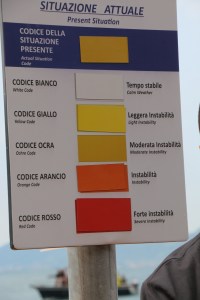 SITUAZIONE ATTUALE
Present Situation
CODICE DELLA
SITUAZIONE
PRESENTE
Actual Situation
Code
CODICE BIANCO
White Code
Tempo stabile
Calm Weather
CODICE GIALLO
Yellow Code
Leggera Instabilità
Light Instability
CODICE OCRA
Ochre Code
Moderata Instabilità
Moderate Instability
CODICE ARANCIO
Orange Code
Instabilità
Instability
CODICE ROSSO
Red Code
Forte instabilità
Severe Instability